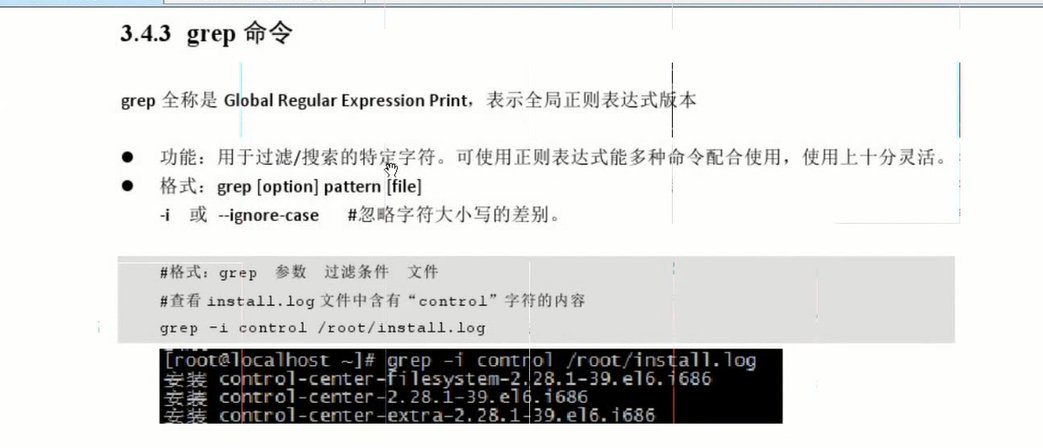 3.4.3 grep 命令
grep 全称是 Global Regular Expression Print，表示全局正则表达式版本
● 功能：用于过滤/搜索的特定字符。可使用正则表达式能多种命令配合使用，使用上十分灵活。
● 格式：grep [option] pattern [file]
-i 或 --ignore-case #忽略字符大小写的差别。
#格式：grep 参数 过滤条件 文件
#查看 install.log 文件中含有“control”字符的内容
grep -i control /root/install.log
[root@localhost ~]# grep -i control /root/install.log
安装 control-center-filesystem-2.28.1-39.el6.i686
安装 control-center-2.28.1-39.el6.i686
安装 control-center-extra-2.28.1-39.el6.i686